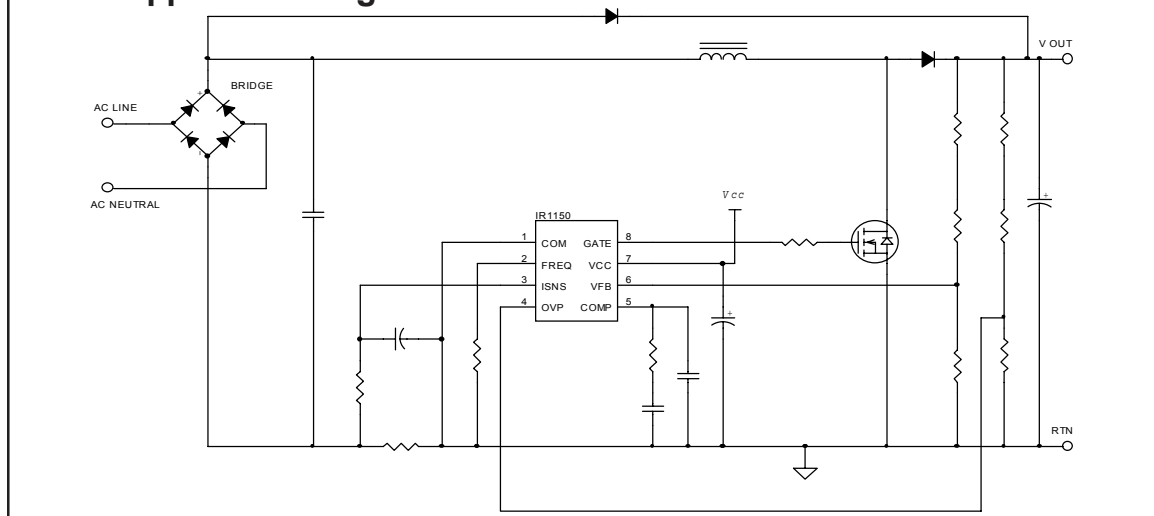 V OUT
BRIDGE
AC LINE
AC NEUTRAL
Vcc
IR1150
1 COM GATE 8
2 FREQ VCC 7
3 ISNS VFB 6
4 OVP COMP 5
RTN